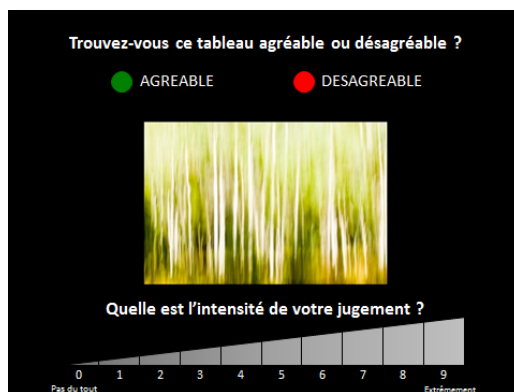 Trouvez-vous ce tableau agréable ou désagréable ?
AGREABLE DESAGREABLE
Quelle est l'intensité de votre jugement ?
0 1 2 3 4 5 6 7 8 9
Pas du tout Extrêmement